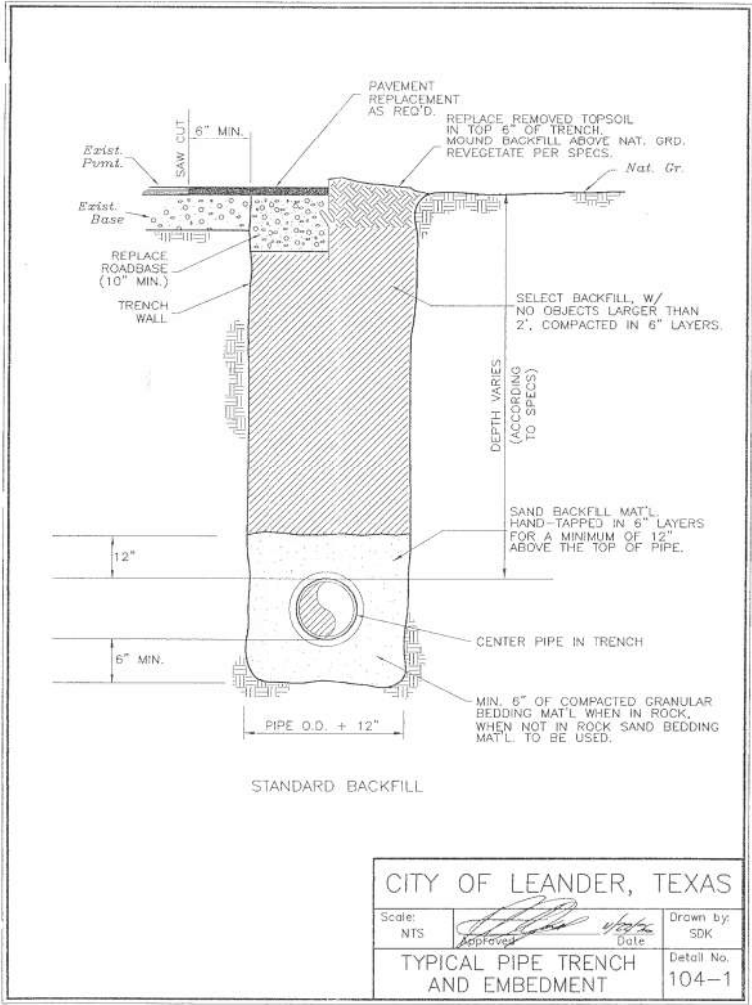 PAVEMENT
REPLACEMENT
AS REQ'D.
REPLACE REMOVED TOPSOIL
IN TOP 6" OF TRENCH.
MOUND BACKFILL ABOVE NAT. GRD.
REVEGETATE PER SPECS.
SAW CUT
6" MIN.
Exist.
Pvmt.
Nat. Gr.
Exist.
Base
REPLACE
ROADBASE
(10" MIN.)
TRENCH
WALL
SELECT BACKFILL, W/
NO OBJECTS LARGER THAN
2', COMPACTED IN 6" LAYERS.
DEPTH VARIES
(ACCORDING
TO SPECS)
SAND BACKFILL MAT'L.
HAND-TAPPED IN 6" LAYERS
FOR A MINIMUM OF 12"
ABOVE THE TOP OF PIPE.
12"
CENTER PIPE IN TRENCH
6" MIN.
MIN. 6" OF COMPACTED GRANULAR
BEDDING MAT'L WHEN IN ROCK,
WHEN NOT IN ROCK SAND BEDDING
MAT'L. TO BE USED.
PIPE O.D. + 12"
STANDARD BACKFILL
CITY OF LEANDER, TEXAS
Scale:
NTS
Approved
Date
Drawn by:
SDK
TYPICAL PIPE TRENCH
AND EMBEDMENT
Detail No.
104-1